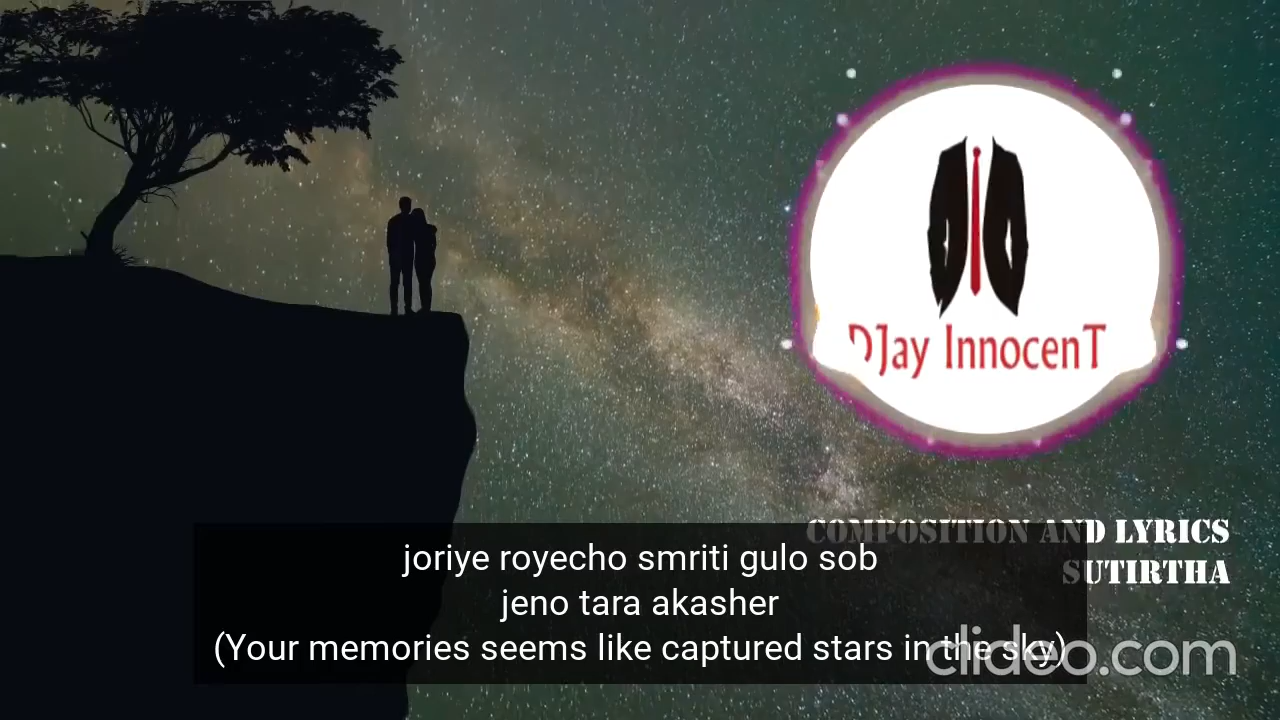 DJay InnocenT
COMPOSITION AND LYRICS
SUTIRTHA
joriye royecho smriti gulo sob
jeno tara akasher
(Your memories seems like captured stars in the sky)
clideo.com